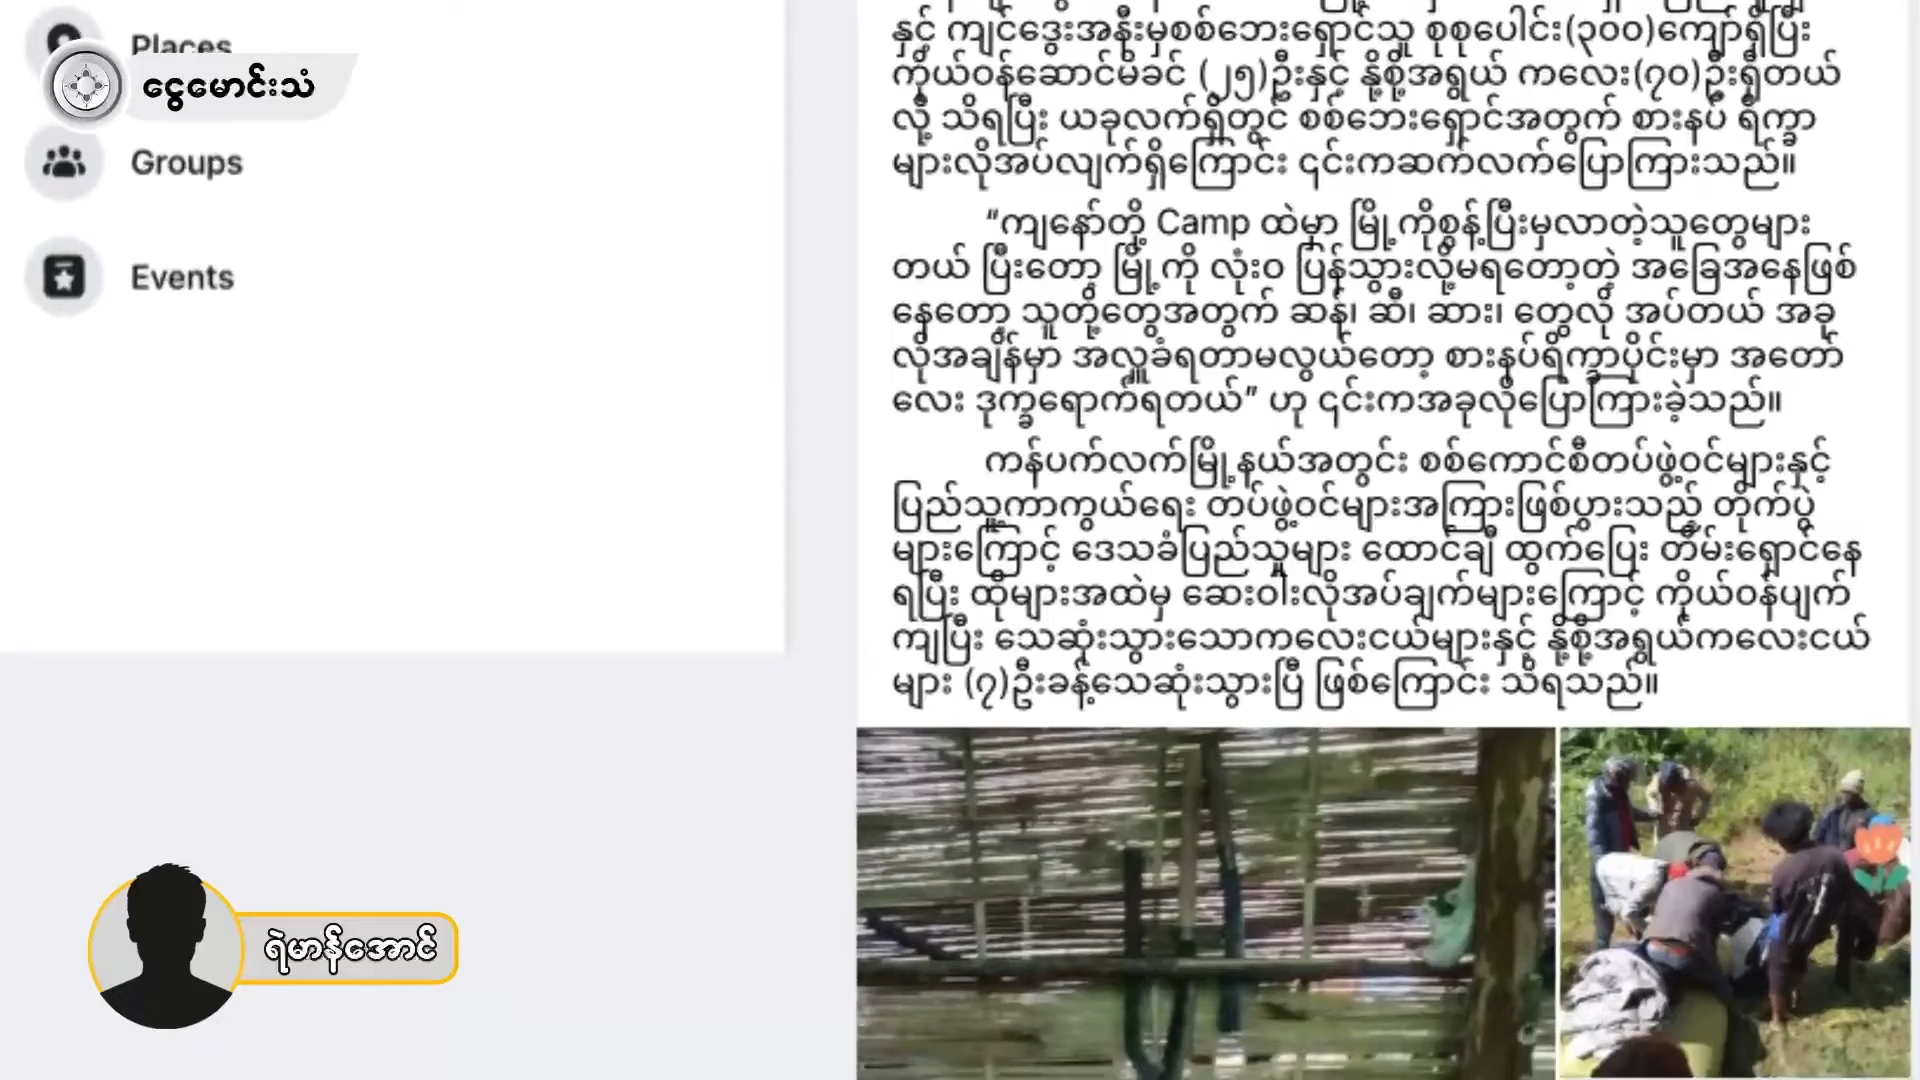 Places
ငွေမောင်းသံ
Groups
Events
နှင့် ကျင်ဒွေးအနီးမှစစ်ဘေးရှောင်သူ စုစုပေါင်း(၃၀၀)ကျော်ရှိပြီး
ကိုယ်ဝန်ဆောင်မိခင် (၂၅)ဦးနှင့် နို့စို့အရွယ် ကလေး(၇၀)ဦးရှိတယ်
လို့ သိရပြီး ယခုလက်ရှိတွင် စစ်ဘေးရှောင်အတွက် စားနပ် ရိက္ခာ
များလိုအပ်လျက်ရှိကြောင်း ၎င်းကဆက်လက်ပြောကြားသည်။
“ကျနော်တို့ Camp ထဲမှာ မြို့ကိုစွန့်ပြီးမှလာတဲ့သူတွေများ
တယ် ပြီးတော့ မြို့ကို လုံးဝ ပြန်သွားလို့မရတော့တဲ့ အခြေအနေဖြစ်
နေတော့ သူတို့တွေအတွက် ဆန်၊ ဆီ၊ ဆား၊ တွေလို အပ်တယ် အခု
လိုအချိန်မှာ အလှူခံရတာမလွယ်တော့ စားနပ်ရိက္ခာပိုင်းမှာ အတော်
လေး ဒုက္ခရောက်ရတယ်” ဟု ၎င်းကအခုလိုပြောကြားခဲ့သည်။
ကန်ပက်လက်မြို့နယ်အတွင်း စစ်ကောင်စီတပ်ဖွဲ့ဝင်များနှင့်
ပြည်သူ့ကာကွယ်ရေး တပ်ဖွဲ့ဝင်များအကြားဖြစ်ပွားသည့် တိုက်ပွဲ
များကြောင့် ဒေသခံပြည်သူများ ထောင်ချီ ထွက်ပြေး တိမ်းရှောင်နေ
ရပြီး ထိုများအထဲမှ ဆေးဝါးလိုအပ်ချက်များကြောင့် ကိုယ်ဝန်ပျက်
ကျပြီး သေဆုံးသွားသောကလေးငယ်များနှင့် နို့စို့အရွယ်ကလေးငယ်
များ (၇)ဦးခန့်သေဆုံးသွားပြီ ဖြစ်ကြောင်း သိရသည်။
ရဲမာန်အောင်